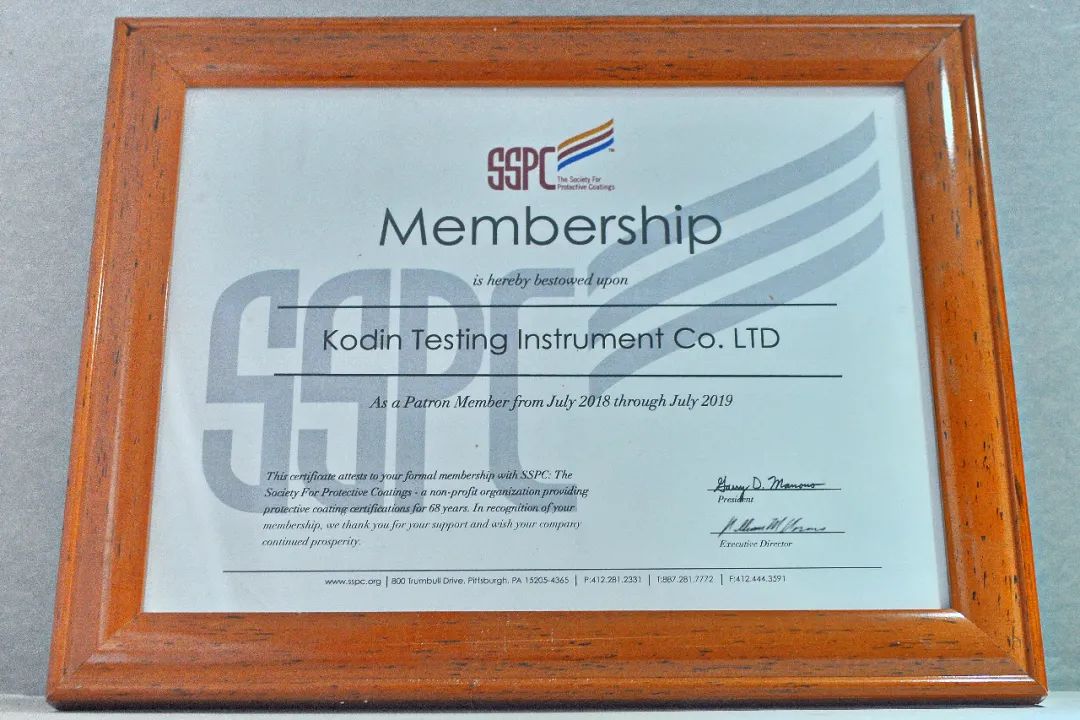 SSPC
TM
The Society For
Protective Coatings
Membership
is hereby bestowed upon
Kodin Testing Instrument Co. LTD
As a Patron Member from July 2018 through July 2019
This certificate attests to your formal membership with SSPC: The
Society For Protective Coatings - a non-profit organization providing
protective coating certifications for 68 years. In recognition of your
membership, we thank you for your support and wish your company
continued prosperity.
President
Executive Director
www.sspc.org | 800 Trumbull Drive, Pittsburgh, PA 15205-4365 | P:412.281.2331 | T:887.281.7772 | F:412.444.3591
SSPC